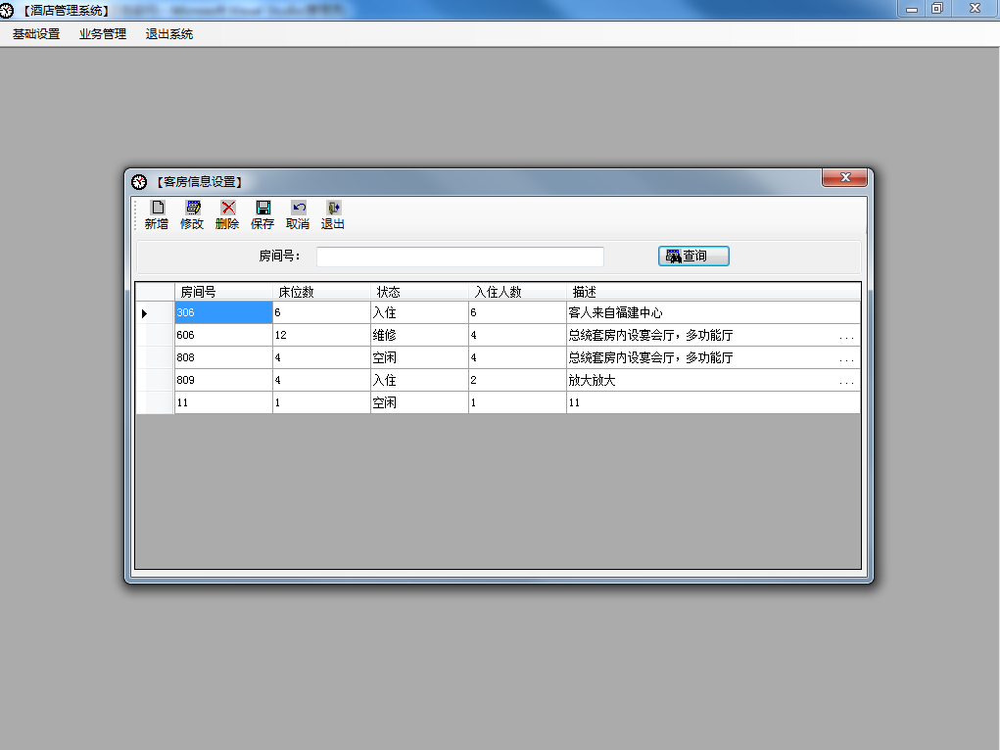 【酒店管理系统】
基础设置 业务管理 退出系统
【客房信息设置】
新增 修改 删除 保存 取消 退出
房间号： 查询
房间号 床位数 状态 入住人数 描述
306 6 入住 6 客人来自福建中心
606 12 维修 4 总统套房内设宴会厅，多功能厅 ...
808 4 空闲 4 总统套房内设宴会厅，多功能厅 ...
809 4 入住 2 放大放大 ...
11 1 空闲 1 11